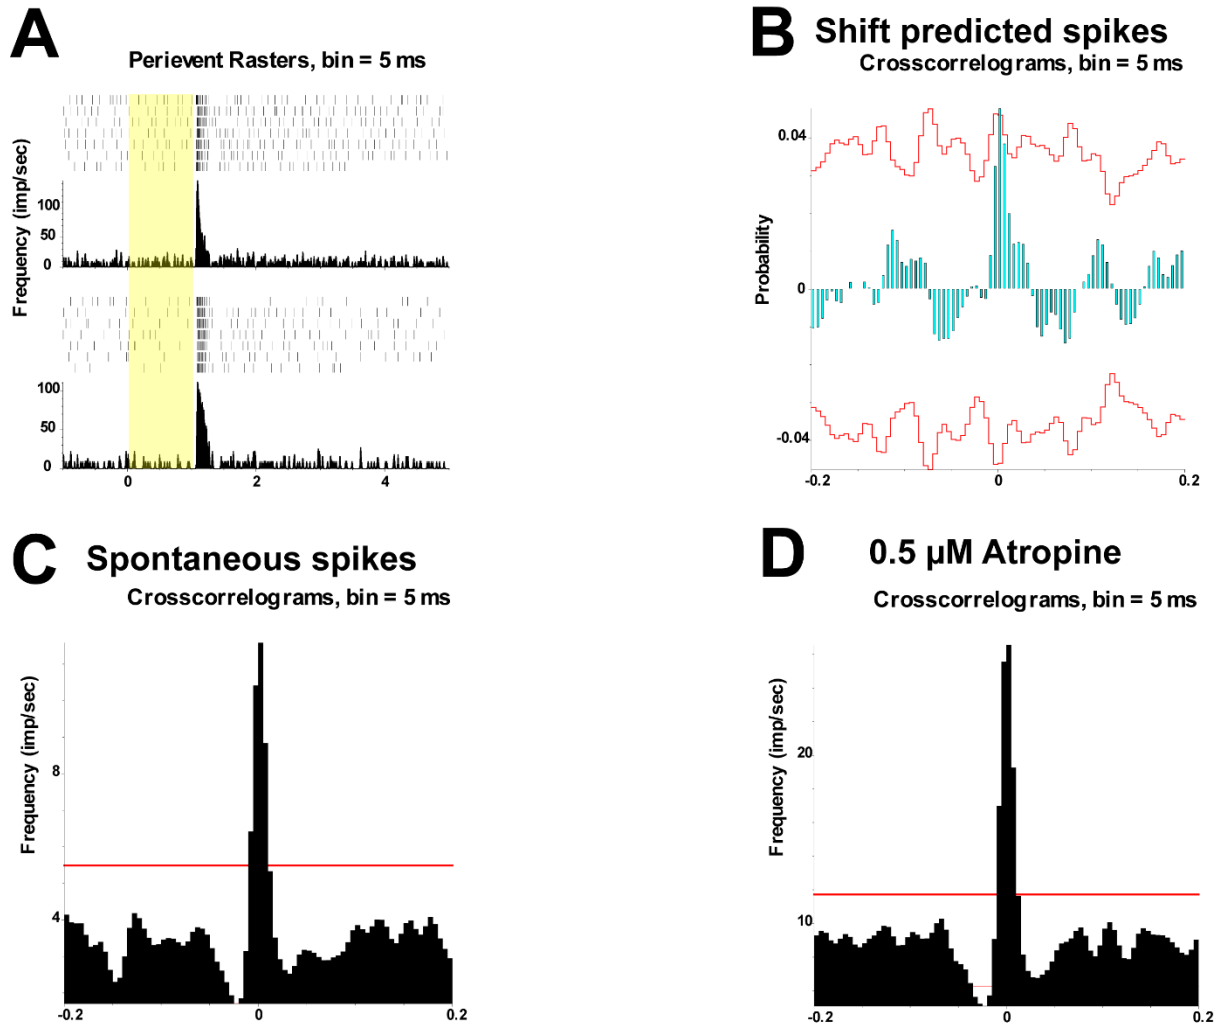 A
Perievent Rasters, bin = 5 ms
Frequency (imp/sec)
100
50
0
100
50
0
0 2 4
B
Shift predicted spikes
Crosscorrelograms, bin = 5 ms
Probability
0.04
0
-0.04
-0.2 0 0.2
C
Spontaneous spikes
Crosscorrelograms, bin = 5 ms
Frequency (imp/sec)
8
4
-0.2 0 0.2
D
0.5 µM Atropine
Crosscorrelograms, bin = 5 ms
Frequency (imp/sec)
20
10
-0.2 0 0.2